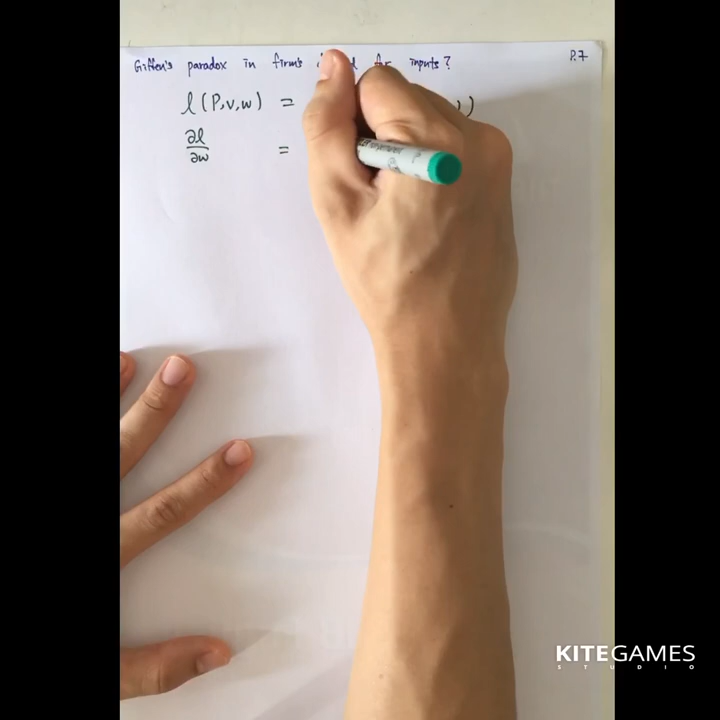 Giffen's paradox in firm's for inputs? P.7
l(P,v,w) = )
∂l/∂w =
KITEGAMES
STUDIO